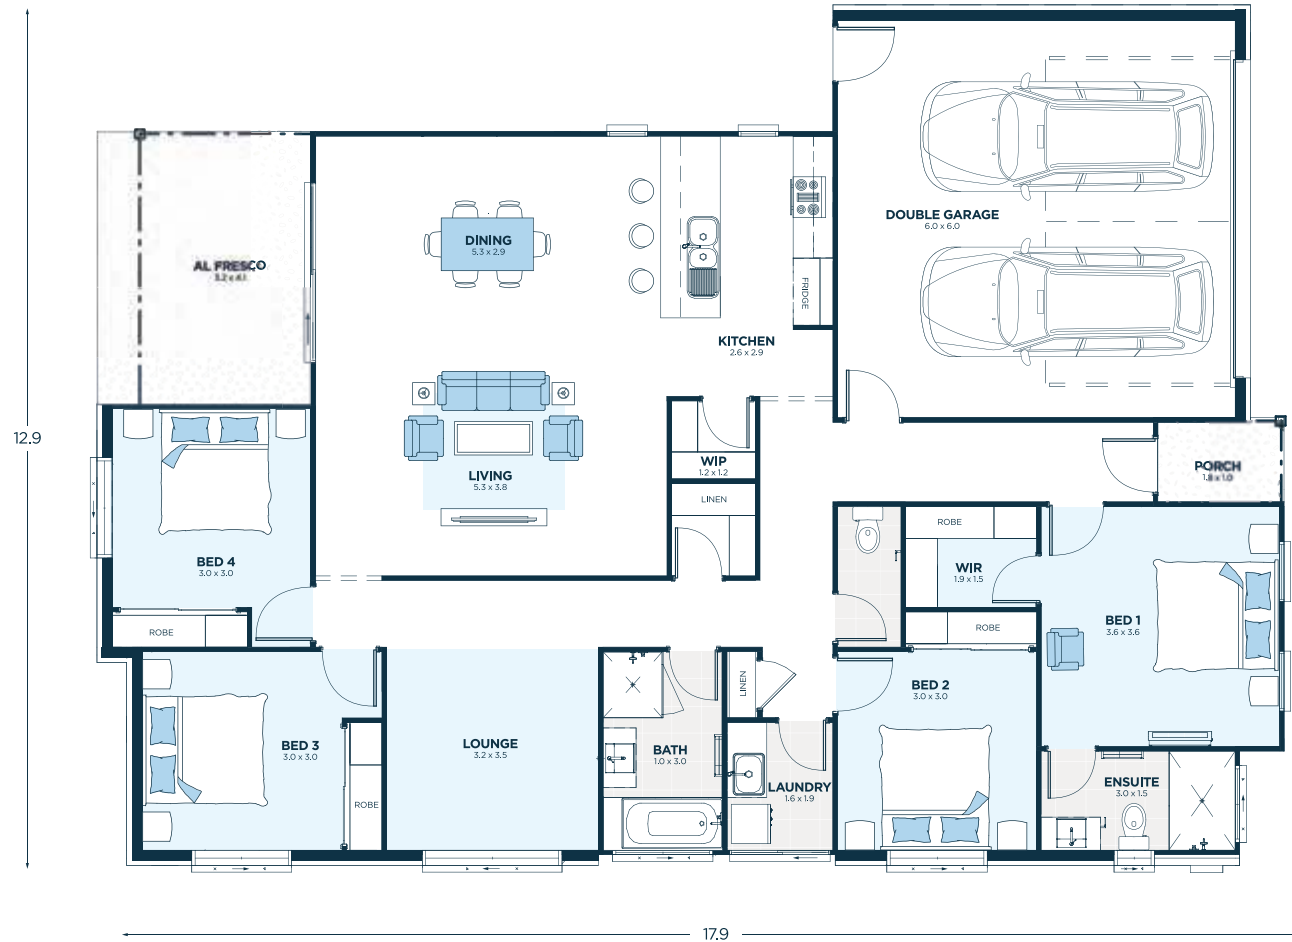 DOUBLE GARAGE
6.0 x 6.0
DINING
5.3 x 2.9
AL FRESCO
3.2 x 4.1
FRIDGE
KITCHEN
2.6 x 2.9
12.9
WIP
1.2 x 1.2
PORCH
1.8 x 1.0
LIVING
5.3 x 3.8
LINEN
ROBE
BED 4
3.0 x 3.0
WIR
1.9 x 1.5
BED 1
3.6 x 3.6
ROBE
ROBE
BED 2
3.0 x 3.0
LINEN
BED 3
3.0 x 3.0
LOUNGE
3.2 x 3.5
BATH
1.0 x 3.0
LAUNDRY
1.6 x 1.9
ENSUITE
3.0 x 1.5
ROBE
17.9